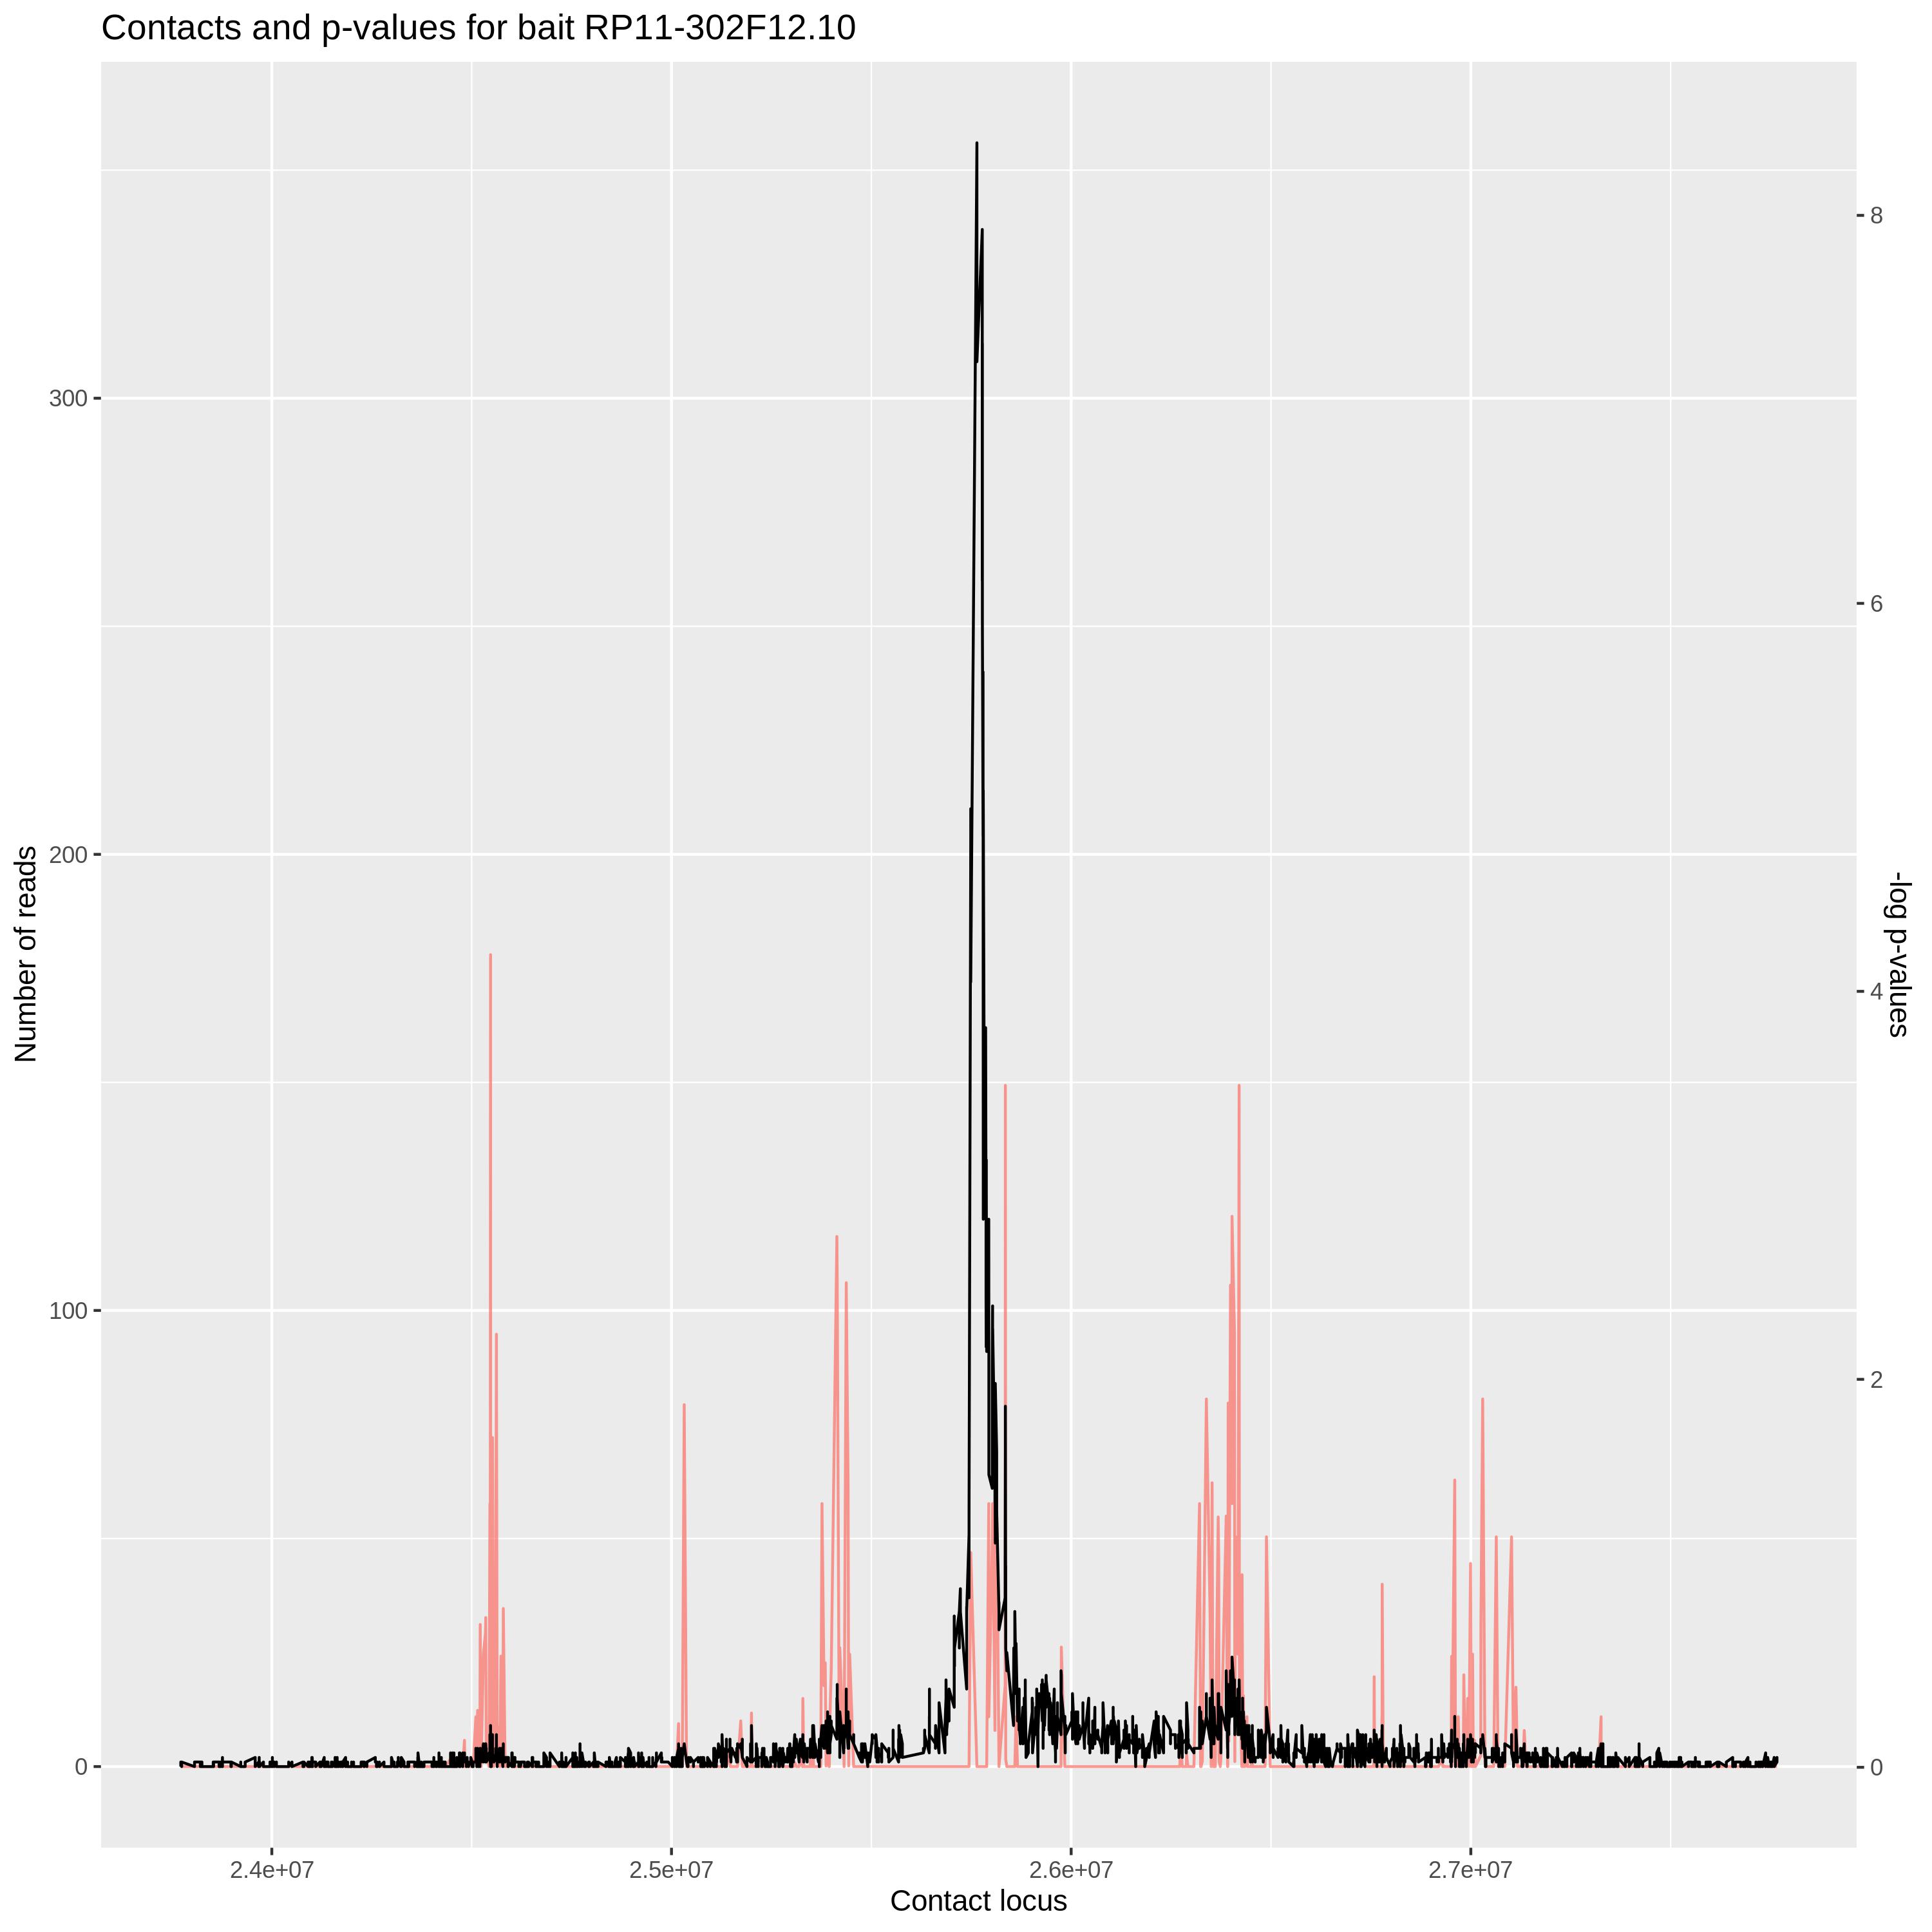 Contacts and p-values for bait RP11-302F12.10
300
200
100
0
Number of reads
8
6
4
2
0
-log p-values
2.4e+07
2.5e+07
2.6e+07
2.7e+07
Contact locus